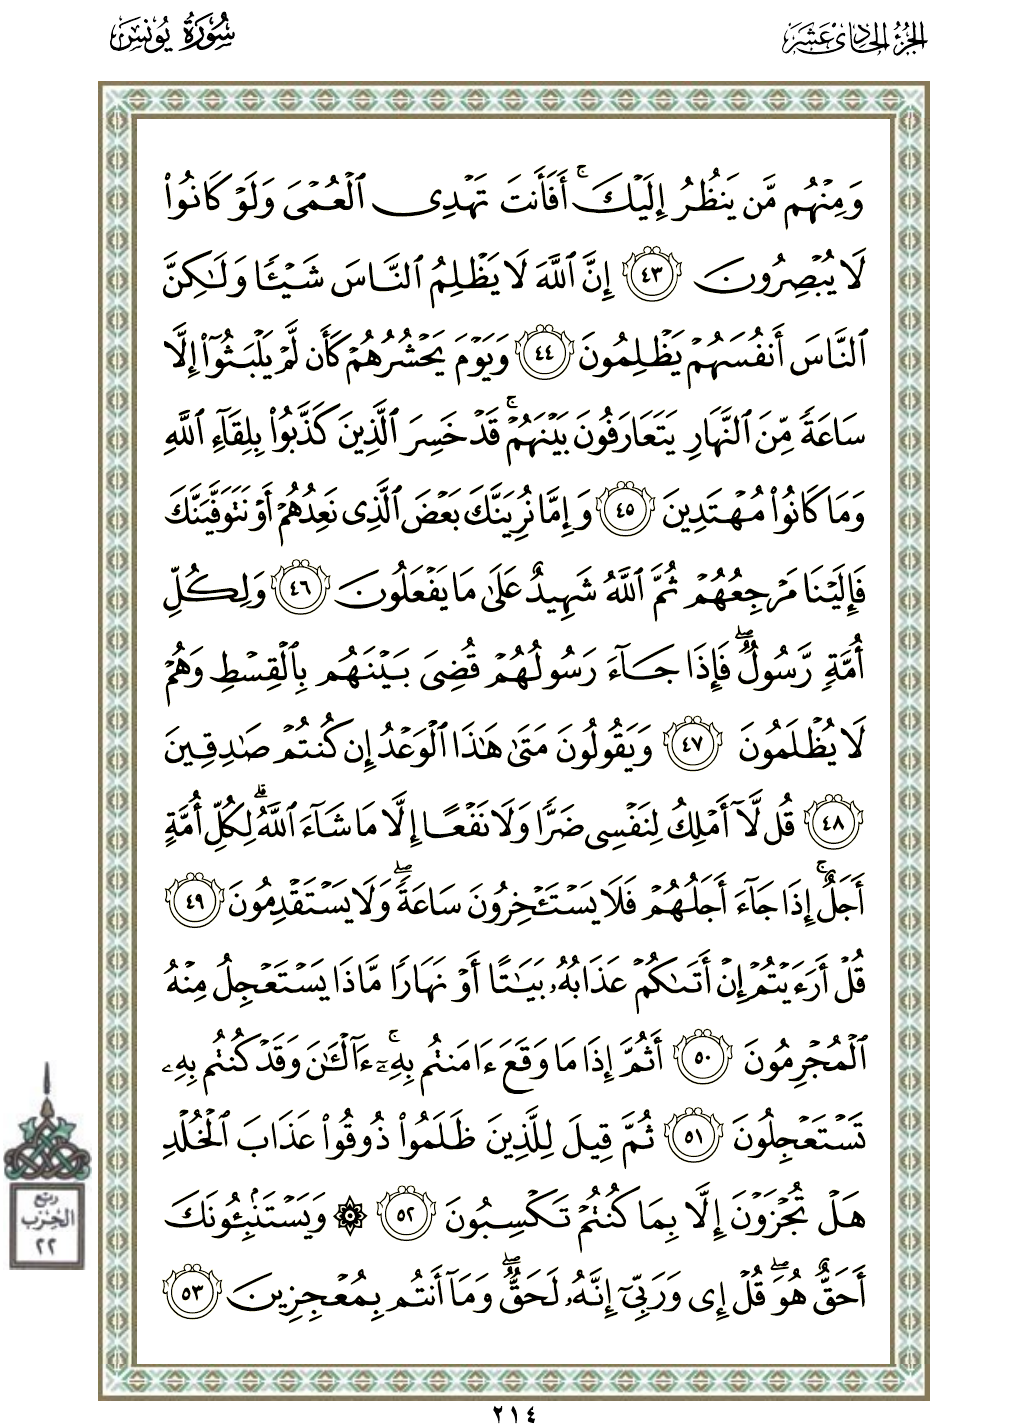 الجزء الحادى عشر
سورة يونس
وَمِنْهُم مَّن يَنظُرُ إِلَيْكَ ۚ أَفَأَنتَ تَهْدِى ٱلْعُمْىَ وَلَوْ كَانُوا۟
لَا يُبْصِرُونَ ٤٣ إِنَّ ٱللَّهَ لَا يَظْلِمُ ٱلنَّاسَ شَيْـًٔا وَلَـٰكِنَّ
ٱلنَّاسَ أَنفُسَهُمْ يَظْلِمُونَ ٤٤ وَيَوْمَ يَحْشُرُهُمْ كَأَن لَّمْ يَلْبَثُوٓا۟ إِلَّا
سَاعَةً مِّنَ ٱلنَّهَارِ يَتَعَارَفُونَ بَيْنَهُمْ ۚ قَدْ خَسِرَ ٱلَّذِينَ كَذَّبُوا۟ بِلِقَآءِ ٱللَّهِ
وَمَا كَانُوا۟ مُهْتَدِينَ ٤٥ وَإِمَّا نُرِيَنَّكَ بَعْضَ ٱلَّذِى نَعِدُهُمْ أَوْ نَتَوَفَّيَنَّكَ
فَإِلَيْنَا مَرْجِعُهُمْ ثُمَّ ٱللَّهُ شَهِيدٌ عَلَىٰ مَا يَفْعَلُونَ ٤٦ وَلِكُلِّ
أُمَّةٍ رَّسُولٌ ۖ فَإِذَا جَآءَ رَسُولُهُمْ قُضِىَ بَيْنَهُم بِٱلْقِسْطِ وَهُمْ
لَا يُظْلَمُونَ ٤٧ وَيَقُولُونَ مَتَىٰ هَـٰذَا ٱلْوَعْدُ إِن كُنتُمْ صَـٰدِقِينَ
٤٨ قُل لَّآ أَمْلِكُ لِنَفْسِى ضَرًّا وَلَا نَفْعًا إِلَّا مَا شَآءَ ٱللَّهُ ۗ لِكُلِّ أُمَّةٍ
أَجَلٌ ۚ إِذَا جَآءَ أَجَلُهُمْ فَلَا يَسْتَـْٔخِرُونَ سَاعَةً ۖ وَلَا يَسْتَقْدِمُونَ ٤٩
قُلْ أَرَءَيْتُمْ إِنْ أَتَىٰكُمْ عَذَابُهُۥ بَيَـٰتًا أَوْ نَهَارًا مَّاذَا يَسْتَعْجِلُ مِنْهُ
ٱلْمُجْرِمُونَ ٥٠ أَثُمَّ إِذَا مَا وَقَعَ ءَامَنتُم بِهِۦٓ ۚ ءَآلْـَٔـٰنَ وَقَدْ كُنتُم بِهِۦ
تَسْتَعْجِلُونَ ٥١ ثُمَّ قِيلَ لِلَّذِينَ ظَلَمُوا۟ ذُوقُوا۟ عَذَابَ ٱلْخُلْدِ
هَلْ تُجْزَوْنَ إِلَّا بِمَا كُنتُمْ تَكْسِبُونَ ٥٢ ۞ وَيَسْتَنۢبِـُٔونَكَ
أَحَقٌّ هُوَ ۖ قُلْ إِى وَرَبِّىٓ إِنَّهُۥ لَحَقٌّ ۖ وَمَآ أَنتُم بِمُعْجِزِينَ ٥٣
ربع
الحزب
٢٢
٢١٤